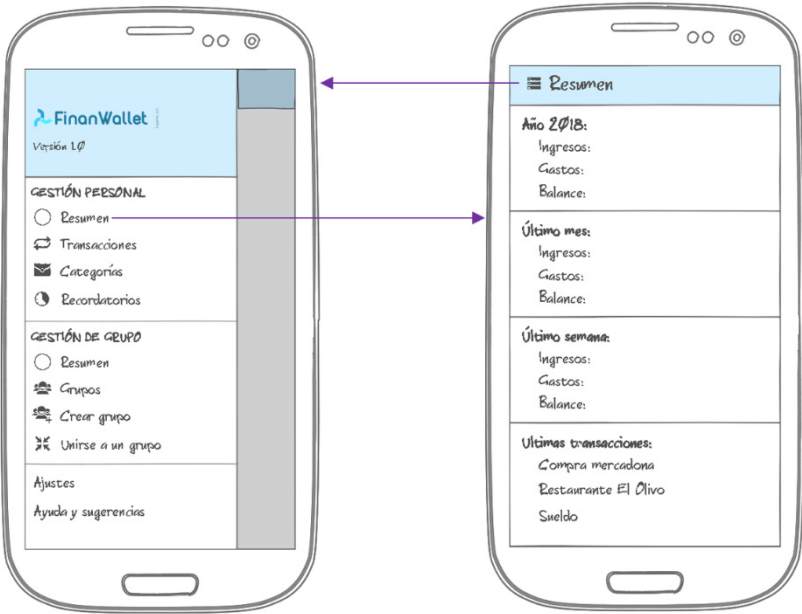 FinanWallet
Versión 1.0
GESTIÓN PERSONAL
Resumen
Transacciones
Categorías
Recordatorios
GESTIÓN DE GRUPO
Resumen
Grupos
Crear grupo
Unirse a un grupo
Ajustes
Ayuda y sugerencias
Resumen
Año 2018:
Ingresos:
Gastos:
Balance:
Último mes:
Ingresos:
Gastos:
Balance:
Último semana:
Ingresos:
Gastos:
Balance:
Ultimas transacciones:
Compra mercadona
Restaurante El Olivo
Sueldo